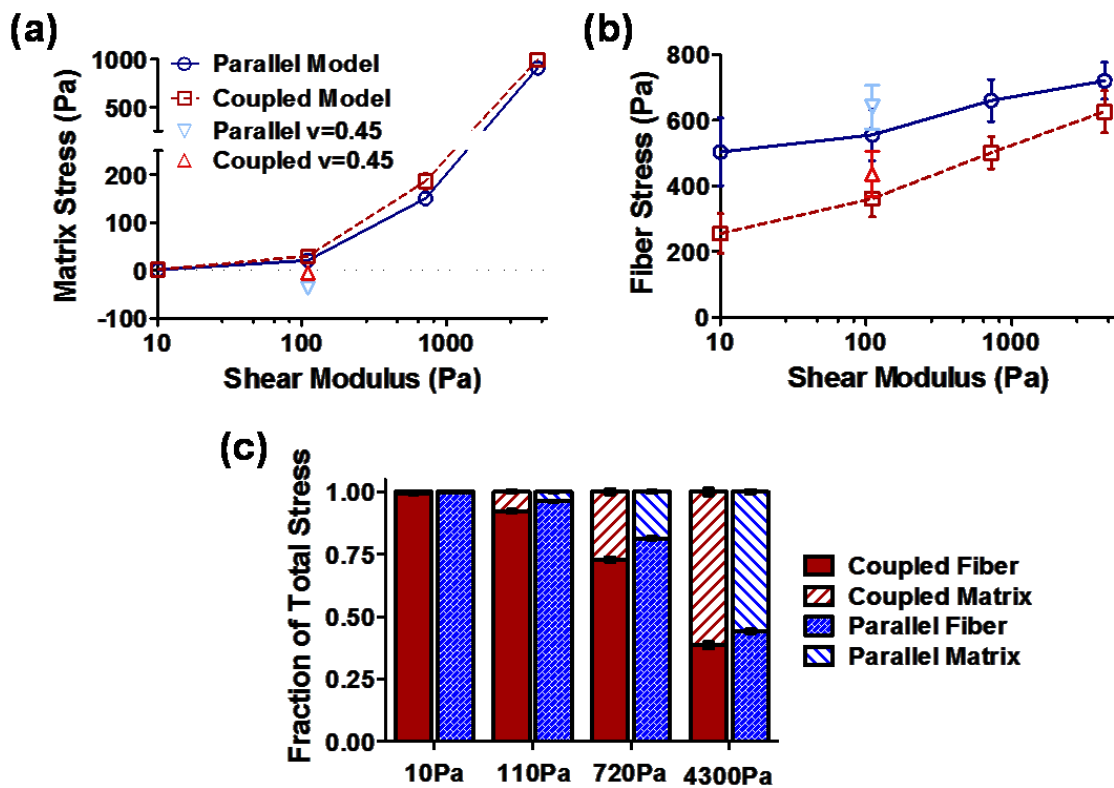 (a)
Matrix Stress (Pa)
1000
500
200
100
0
-100
Parallel Model
Coupled Model
Parallel v=0.45
Coupled v=0.45
10
100
1000
Shear Modulus (Pa)
(b)
Fiber Stress (Pa)
800
600
400
200
0
10
100
1000
Shear Modulus (Pa)
(c)
Fraction of Total Stress
1.00
0.75
0.50
0.25
0.00
10Pa
110Pa
720Pa
4300Pa
Coupled Fiber
Coupled Matrix
Parallel Fiber
Parallel Matrix